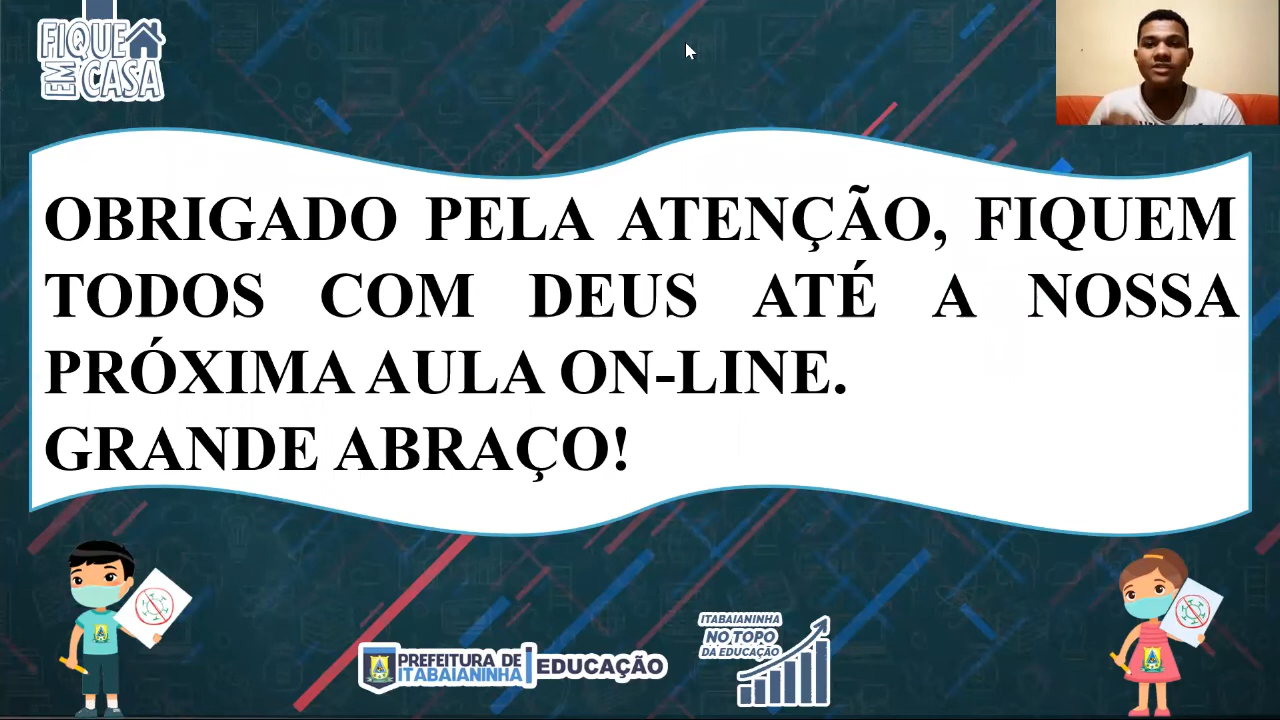 FIQUE
EM CASA
OBRIGADO PELA ATENÇÃO, FIQUEM
TODOS COM DEUS ATÉ A NOSSA
PRÓXIMA AULA ON-LINE.
GRANDE ABRAÇO!
PREFEITURA DE
ITABAIANINHA
EDUCAÇÃO
ITABAIANINHA
NO TOPO
DA EDUCAÇÃO